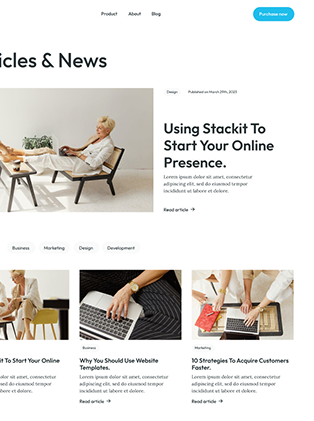 Product About Blog
Purchase now
icles & News
Design Published on March 29th, 2023
Using Stackit To
Start Your Online
Presence.
Lorem ipsum dolor sit amet, consectetur
adipiscing elit, sed do eiusmod tempor
incididunt ut labore et dolore.
Read article →
Business Marketing Design Development
it To Start Your Online
sit amet, consectetur
sed do eiusmod tempor
labore et dolore.
Business
Why You Should Use Website
Templates.
Lorem ipsum dolor sit amet, consectetur
adipiscing elit, sed do eiusmod tempor
incididunt ut labore et dolore.
Read article →
Marketing
10 Strategies To Acquire Customers
Faster.
Lorem ipsum dolor sit amet, consectetur
adipiscing elit, sed do eiusmod tempor
incididunt ut labore et dolore.
Read article →